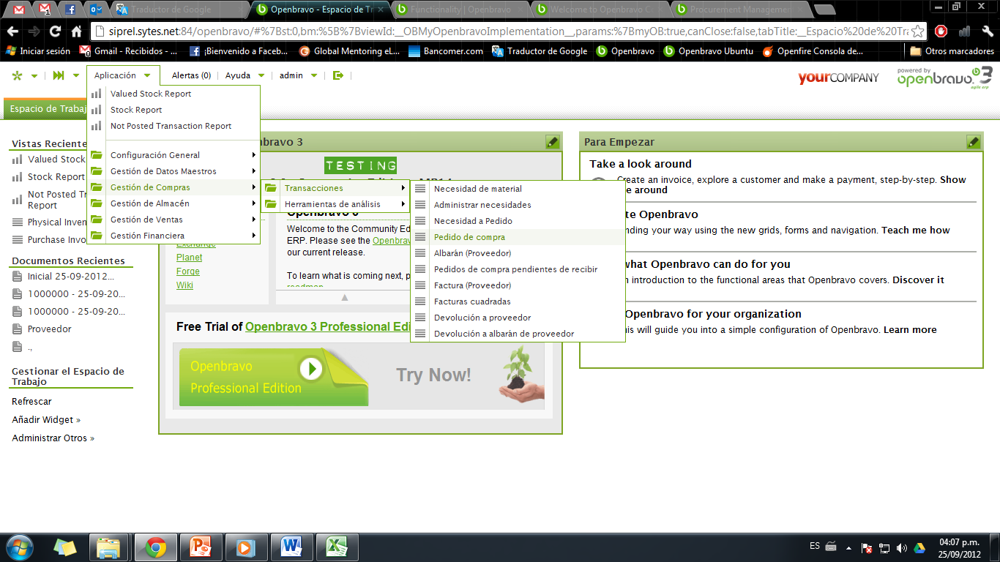 Traductor de Google
Openbravo - Espacio de Tr
Functionality | Openbravo
Welcome to Openbravo C
Procurement Management
siprel.sytes.net:84/openbravo/#%7Bst:0,bm:%5B%7BviewId:__OBMyOpenbravoImplementation__,params:%7BmyOB:true,canClose:false,tabTitle:__Espacio%20de%20Tra
Iniciar sesión
Gmail - Recibidos - ...
¡Bienvenido a Faceb...
Global Mentoring eL...
Bancomer.com
Traductor de Google
Openbravo
Openbravo Ubuntu
Openfire Consola de...
Otros marcadores
Aplicación
Alertas (0)
Ayuda
admin
yourCOMPANY
powered by
openbravo 3
agile erp
Espacio de Trabaj
Valued Stock Report
Stock Report
Not Posted Transaction Report
Configuración General
Gestión de Datos Maestros
Gestión de Compras
Gestión de Almacén
Gestión de Ventas
Gestión Financiera
Transacciones
Herramientas de análisis
Necesidad de material
Administrar necesidades
Necesidad a Pedido
Pedido de compra
Albarán (Proveedor)
Pedidos de compra pendientes de recibir
Factura (Proveedor)
Facturas cuadradas
Devolución a proveedor
Devolución a albarán de proveedor
Vistas Reciente
Valued Stock
Stock Report
Not Posted Tr
Report
Physical Inven
Purchase Invo
Documentos Recientes
Inicial 25-09-2012...
1000000 - 25-09-20...
1000000 - 25-09-20...
Proveedor
.,
Gestionar el Espacio de
Trabajo
Refrescar
Añadir Widget »
Administrar Otros »
nbravo 3
TESTING
Exchange
Planet
Forge
Wiki
Openbravo 3
Welcome to the Community Ed
ERP. Please see the Openbrav
our current release.
To learn what is coming next, p
roadmap
Free Trial of Openbravo 3 Professional Edi
Openbravo
Professional Edition
Try Now!
Para Empezar
Take a look around
Create an invoice, explore a customer and make a payment, step-by-step. Show
e around
te Openbravo
nding your way using the new grids, forms and navigation. Teach me how
what Openbravo can do for you
n introduction to the functional areas that Openbravo covers. Discover it
Openbravo for your organization
his will guide you into a simple configuration of Openbravo. Learn more
ES
04:07 p.m.
25/09/2012